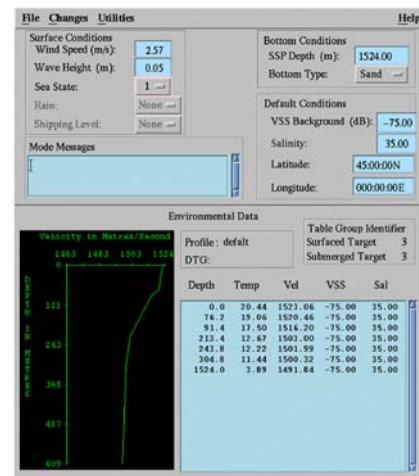 File Changes Utilities Help
Surface Conditions
Wind Speed (m/s): 2.57
Wave Height (m): 0.05
Sea State: 1
Rain: None
Shipping Level: None
Bottom Conditions
SSP Depth (m): 1524.00
Bottom Type: Sand
Default Conditions
VSS Background (dB): -75.00
Salinity: 35.00
Latitude: 45:00:00N
Longitude: 000:00:00E
Mode Messages
Environmental Data
Velocity in Metres/Second
1463 1483 1503 1524
DEPTH IN METRES
0
121
243
365
487
609
Profile : defalt
DTG:
Table Group Identifier
Surfaced Target 3
Submerged Target 3
Depth Temp Vel VSS Sal
0.0 20.44 1523.06 -75.00 35.00
76.2 19.06 1520.46 -75.00 35.00
91.4 17.50 1516.20 -75.00 35.00
213.4 12.67 1503.00 -75.00 35.00
243.8 12.22 1501.99 -75.00 35.00
304.8 11.44 1500.32 -75.00 35.00
1524.0 3.89 1491.84 -75.00 35.00